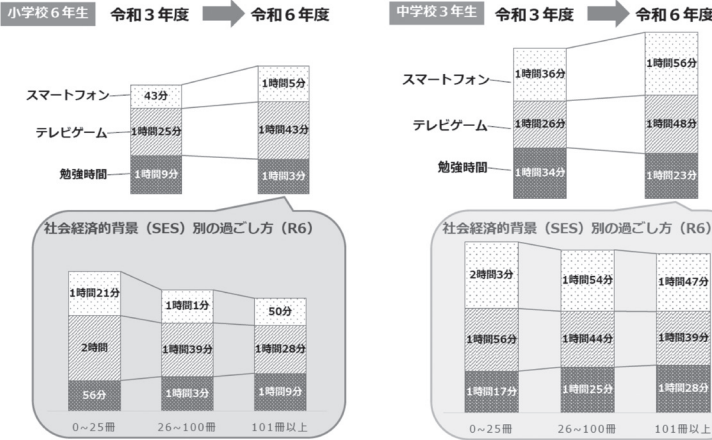 小学校6年生 令和3年度 令和6年度
スマートフォン 43分 1時間5分
テレビゲーム 1時間25分 1時間43分
勉強時間 1時間9分 1時間3分
社会経済的背景（SES）別の過ごし方（R6）
1時間21分 1時間1分 50分
2時間 1時間39分 1時間28分
56分 1時間3分 1時間9分
0~25冊 26~100冊 101冊以上
中学校3年生 令和3年度 令和6年度
スマートフォン 1時間36分 1時間56分
テレビゲーム 1時間26分 1時間48分
勉強時間 1時間34分 1時間23分
社会経済的背景（SES）別の過ごし方（R6）
2時間3分 1時間54分 1時間47分
1時間56分 1時間44分 1時間39分
1時間17分 1時間25分 1時間28分
0~25冊 26~100冊 101冊以上